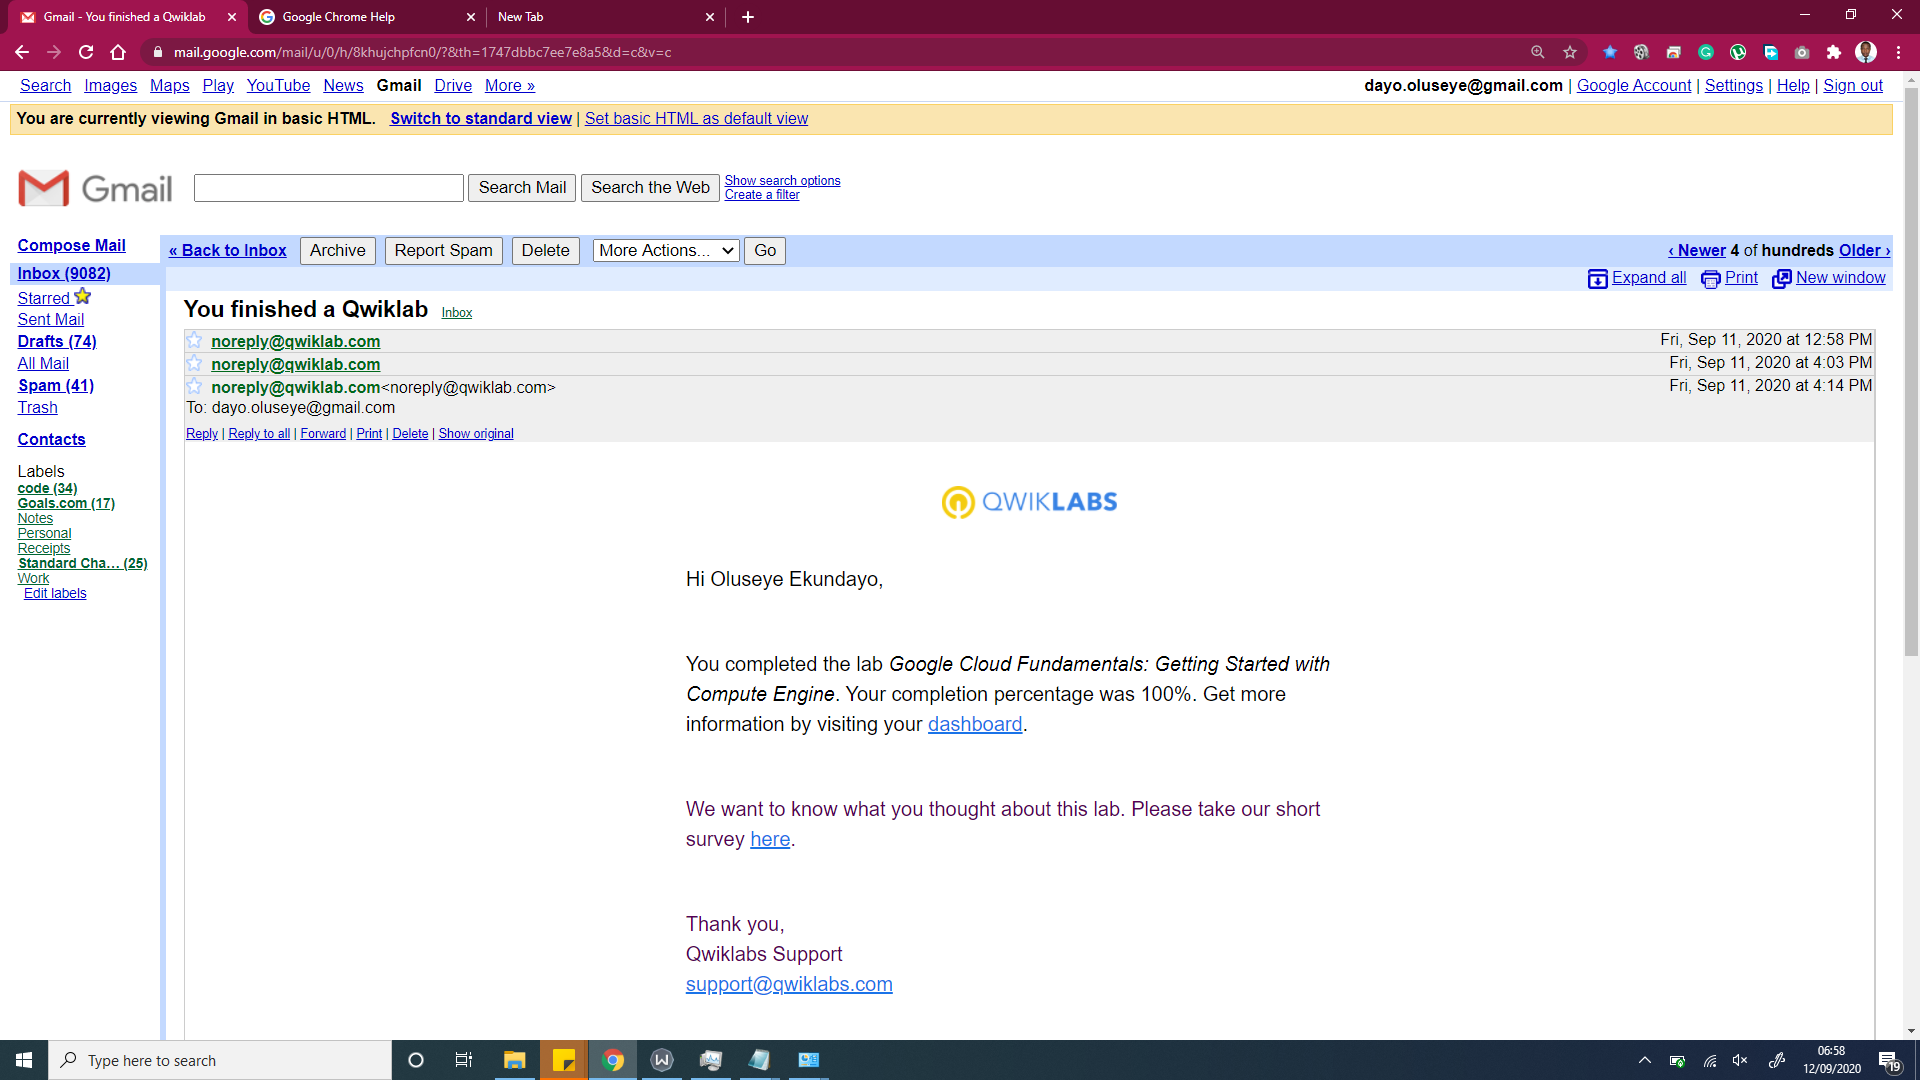 Gmail - You finished a Qwiklab
Google Chrome Help
New Tab
mail.google.com/mail/u/0/h/8khujchpfcn0/?&th=1747dbbc7ee7e8a5&d=c&v=c
Search Images Maps Play YouTube News Gmail Drive More »
dayo.oluseye@gmail.com | Google Account | Settings | Help | Sign out
You are currently viewing Gmail in basic HTML. Switch to standard view | Set basic HTML as default view
Gmail
Search Mail
Search the Web
Show search options
Create a filter
Compose Mail
Inbox (9082)
Starred
Sent Mail
Drafts (74)
All Mail
Spam (41)
Trash
Contacts
Labels
code (34)
Goals.com (17)
Notes
Personal
Receipts
Standard Cha... (25)
Work
Edit labels
« Back to Inbox Archive Report Spam Delete More Actions... Go
‹ Newer 4 of hundreds Older ›
Expand all Print New window
You finished a Qwiklab Inbox
noreply@qwiklab.com Fri, Sep 11, 2020 at 12:58 PM
noreply@qwiklab.com Fri, Sep 11, 2020 at 4:03 PM
noreply@qwiklab.com<noreply@qwiklab.com> Fri, Sep 11, 2020 at 4:14 PM
To: dayo.oluseye@gmail.com
Reply | Reply to all | Forward | Print | Delete | Show original
QWIKLABS
Hi Oluseye Ekundayo,
You completed the lab Google Cloud Fundamentals: Getting Started with
Compute Engine. Your completion percentage was 100%. Get more
information by visiting your dashboard.
We want to know what you thought about this lab. Please take our short
survey here.
Thank you,
Qwiklabs Support
support@qwiklabs.com
Type here to search
06:58
12/09/2020
19